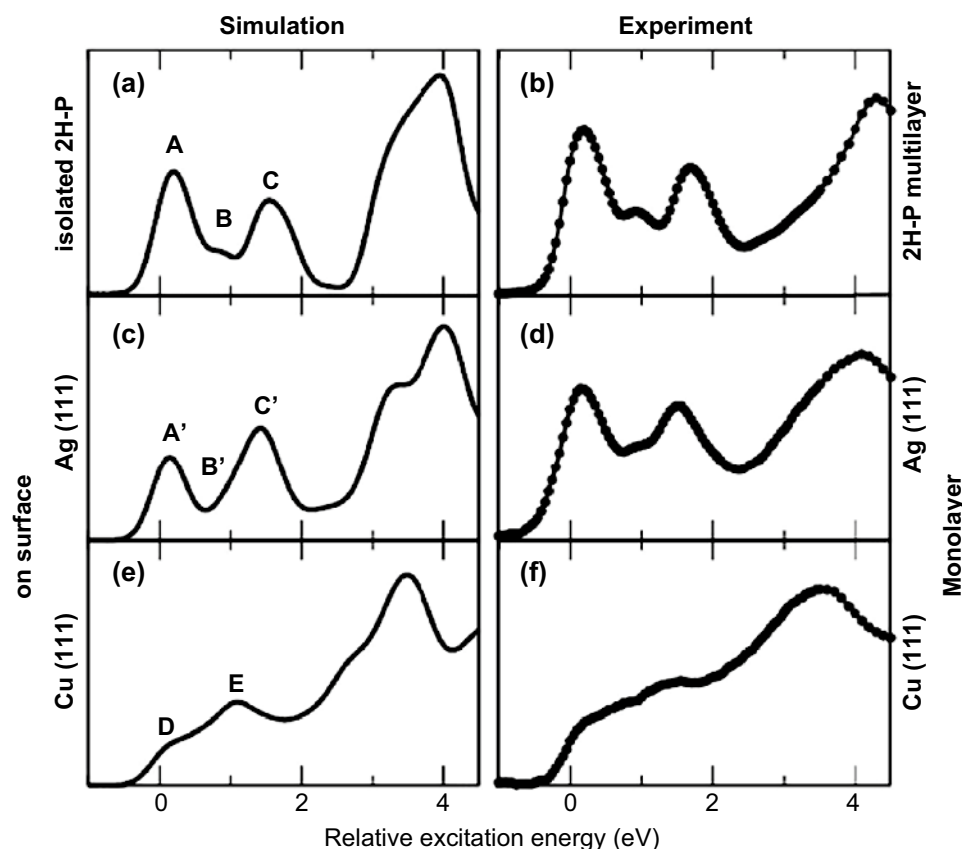 Simulation
Experiment
isolated 2H-P
(a)
A
B
C
(b)
2H-P multilayer
on surface
Ag (111)
(c)
A’
B’
C’
(d)
Ag (111)
Monolayer
Cu (111)
(e)
D
E
(f)
Cu (111)
0 2 4 0 2 4
Relative excitation energy (eV)